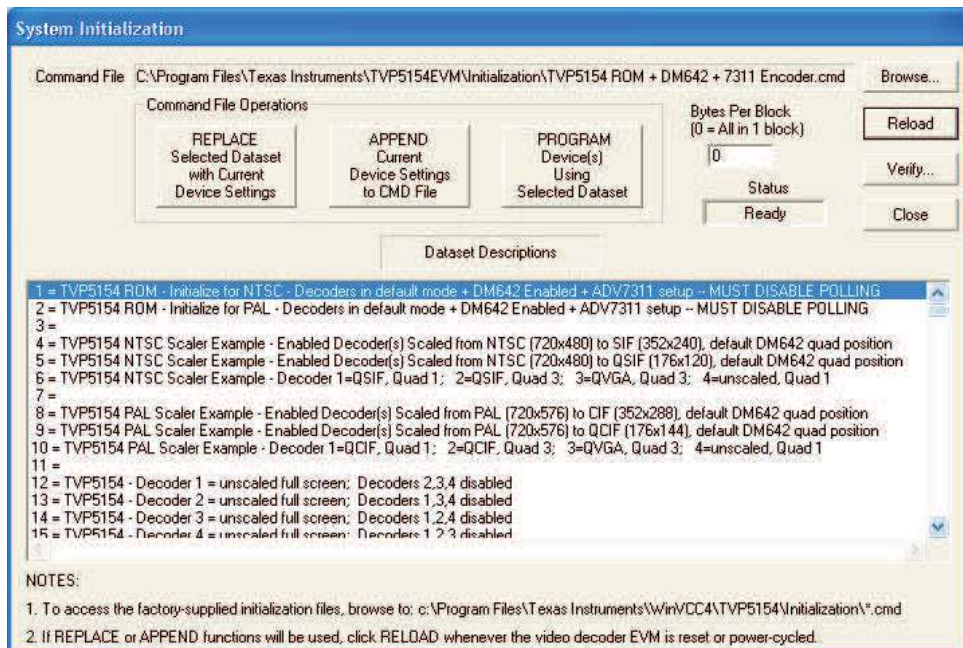 System Initialization
Command File C:\Program Files\Texas Instruments\TVP5154EVM\Initialization\TVP5154 ROM + DM642 + 7311 Encoder.cmd Browse...
Command File Operations
REPLACE
Selected Dataset
with Current
Device Settings
APPEND
Current
Device Settings
to CMD File
PROGRAM
Device(s)
Using
Selected Dataset
Bytes Per Block
(0 = All in 1 block)
0
Status
Ready
Reload
Verify...
Close
Dataset Descriptions
1 = TVP5154 ROM - Initialize for NTSC - Decoders in default mode + DM642 Enabled + ADV7311 setup -- MUST DISABLE POLLING
2 = TVP5154 ROM - Initialize for PAL - Decoders in default mode + DM642 Enabled + ADV7311 setup -- MUST DISABLE POLLING
3 =
4 = TVP5154 NTSC Scaler Example - Enabled Decoder(s) Scaled from NTSC (720x480) to SIF (352x240), default DM642 quad position
5 = TVP5154 NTSC Scaler Example - Enabled Decoder(s) Scaled from NTSC (720x480) to QSIF (176x120), default DM642 quad position
6 = TVP5154 NTSC Scaler Example - Decoder 1=QSIF, Quad 1; 2=QSIF, Quad 3; 3=QVGA, Quad 3; 4=unscaled, Quad 1
7 =
8 = TVP5154 PAL Scaler Example - Enabled Decoder(s) Scaled from PAL (720x576) to CIF (352x288), default DM642 quad position
9 = TVP5154 PAL Scaler Example - Enabled Decoder(s) Scaled from PAL (720x576) to QCIF (176x144), default DM642 quad position
10 = TVP5154 PAL Scaler Example - Decoder 1=QCIF, Quad 1; 2=QCIF, Quad 3; 3=QVGA, Quad 3; 4=unscaled, Quad 1
11 =
12 = TVP5154 - Decoder 1 = unscaled full screen; Decoders 2,3,4 disabled
13 = TVP5154 - Decoder 2 = unscaled full screen; Decoders 1,3,4 disabled
14 = TVP5154 - Decoder 3 = unscaled full screen; Decoders 1,2,4 disabled
15 = TVP5154 - Decoder 4 = unscaled full screen; Decoders 1,2,3 disabled
NOTES:
1. To access the factory-supplied initialization files, browse to: c:\Program Files\Texas Instruments\WinVCC4\TVP5154\Initialization\*.cmd
2. If REPLACE or APPEND functions will be used, click RELOAD whenever the video decoder EVM is reset or power-cycled.